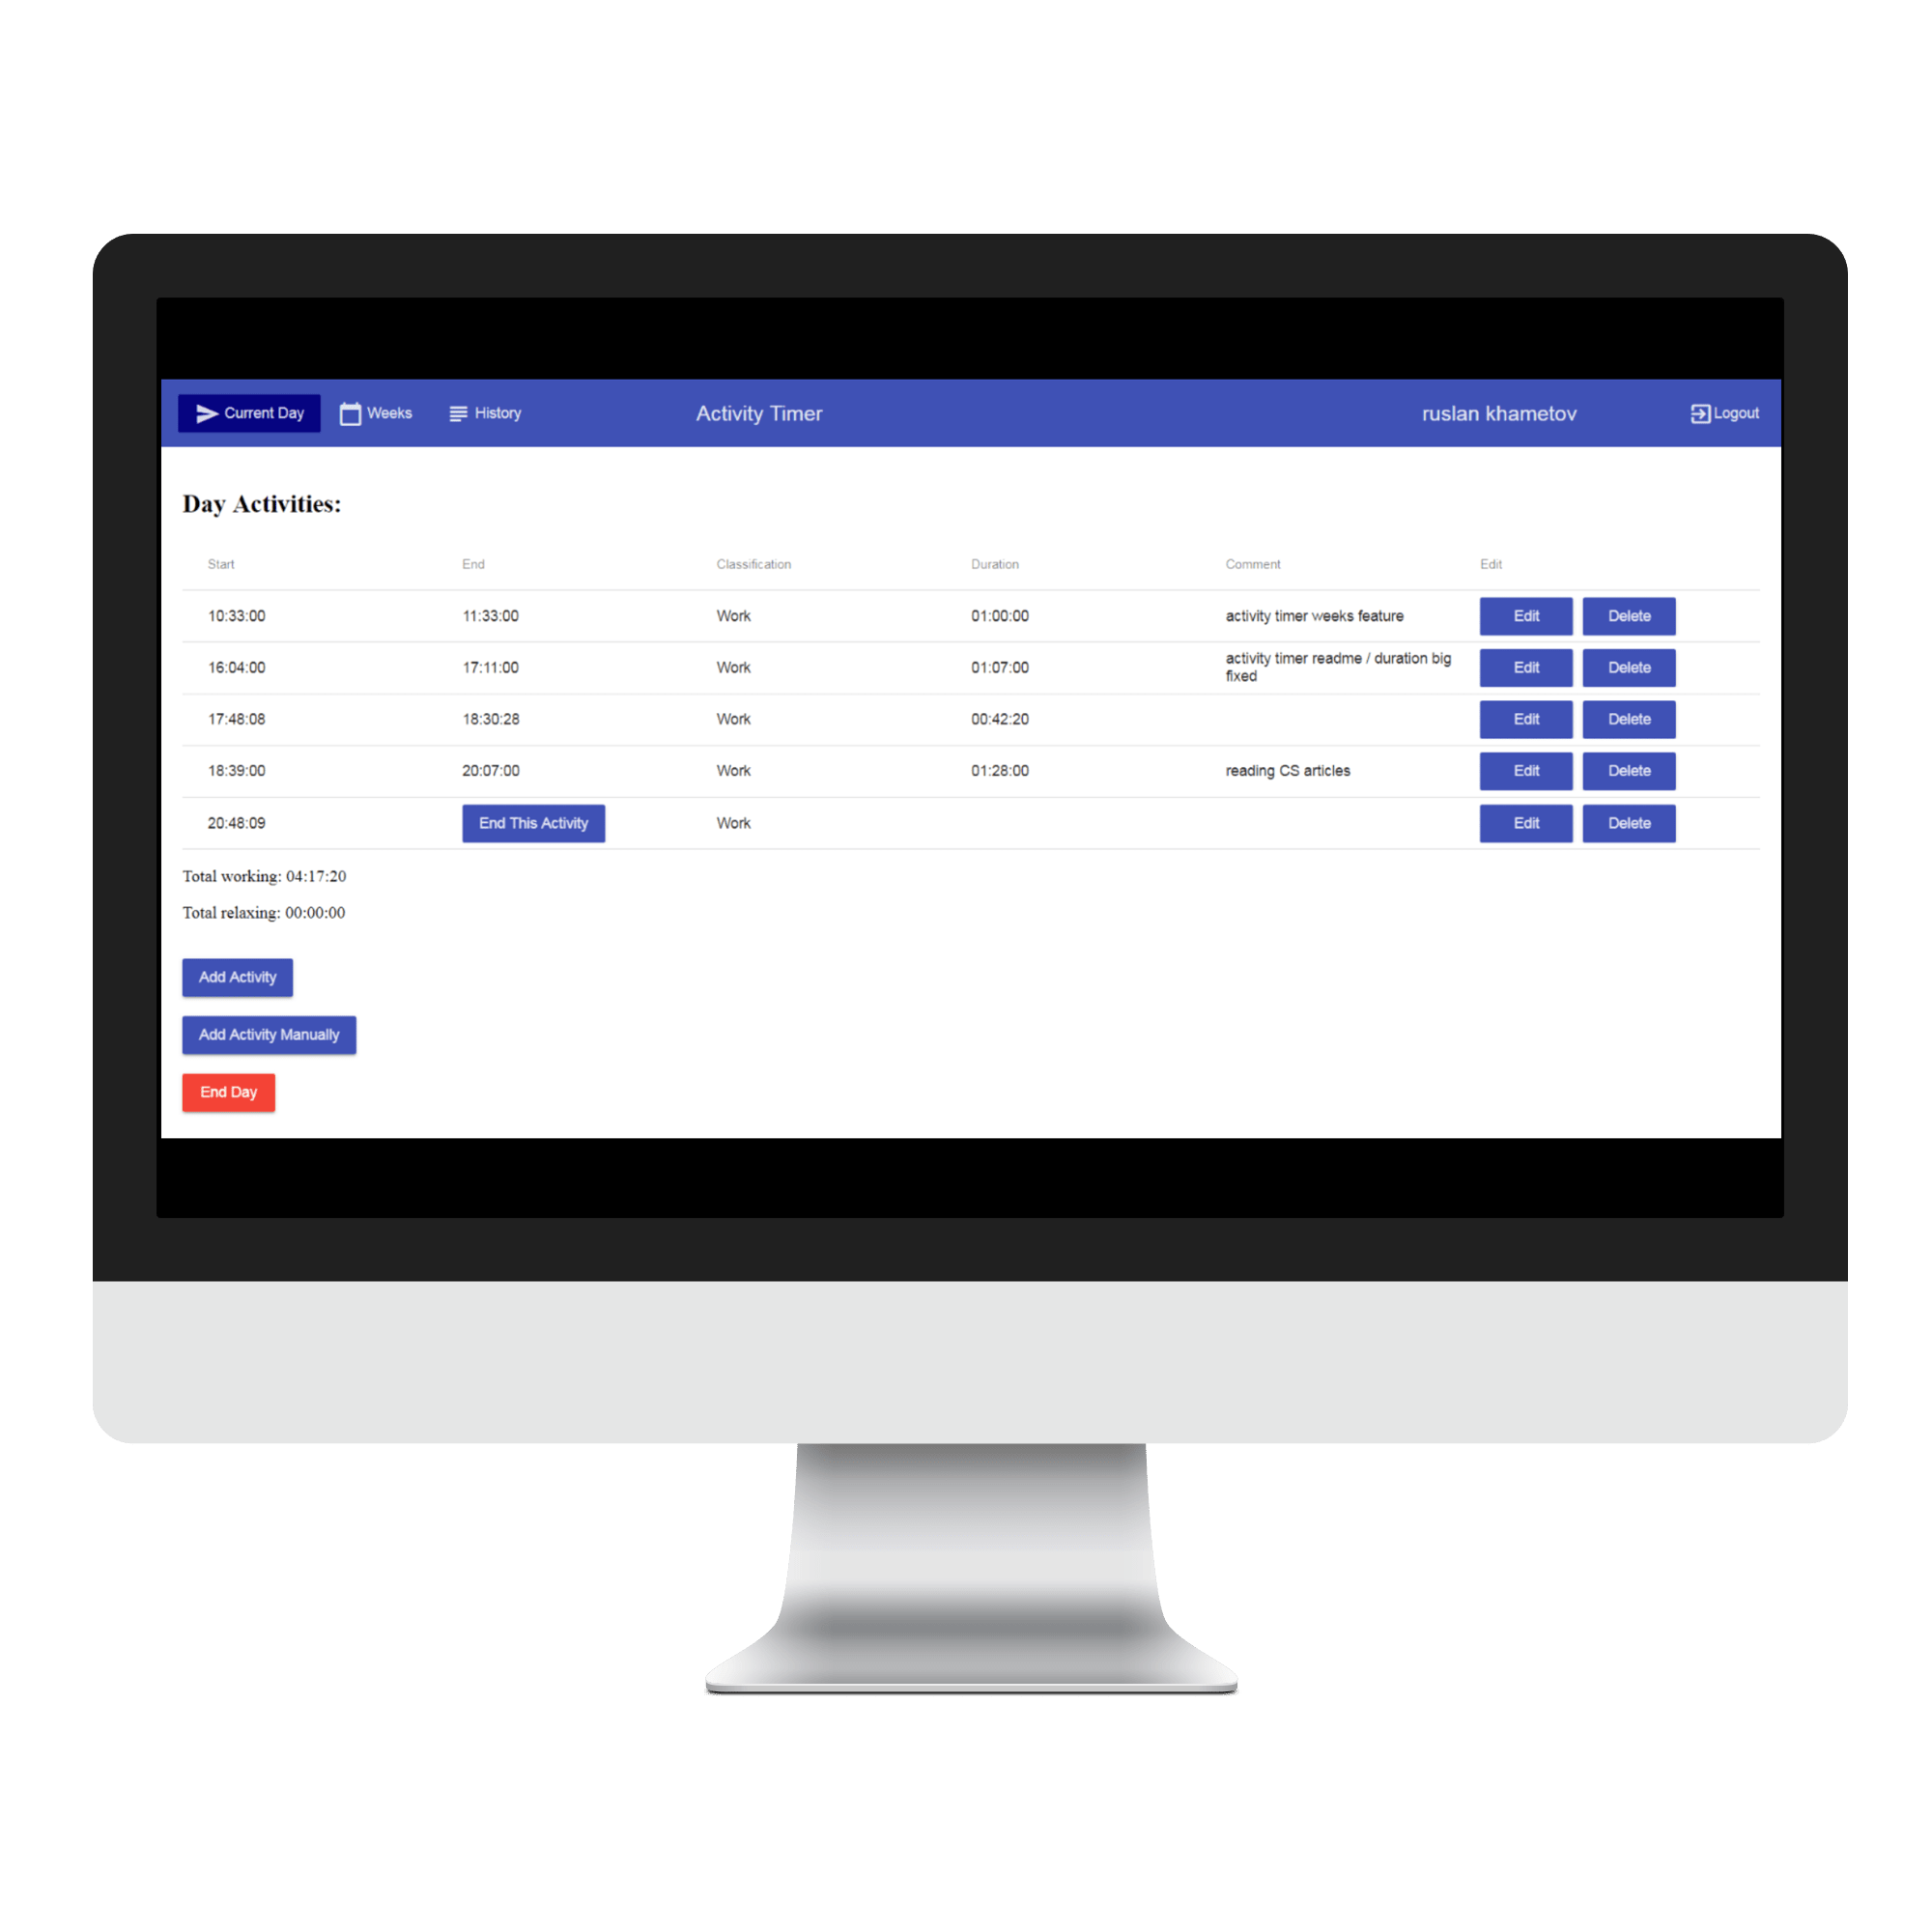 Current Day Weeks History Activity Timer ruslan khametov Logout
Day Activities:
Start End Classification Duration Comment Edit
10:33:00 11:33:00 Work 01:00:00 activity timer weeks feature Edit Delete
16:04:00 17:11:00 Work 01:07:00 activity timer readme / duration big
fixed Edit Delete
17:48:08 18:30:28 Work 00:42:20 Edit Delete
18:39:00 20:07:00 Work 01:28:00 reading CS articles Edit Delete
20:48:09 End This Activity Work Edit Delete
Total working: 04:17:20
Total relaxing: 00:00:00
Add Activity
Add Activity Manually
End Day